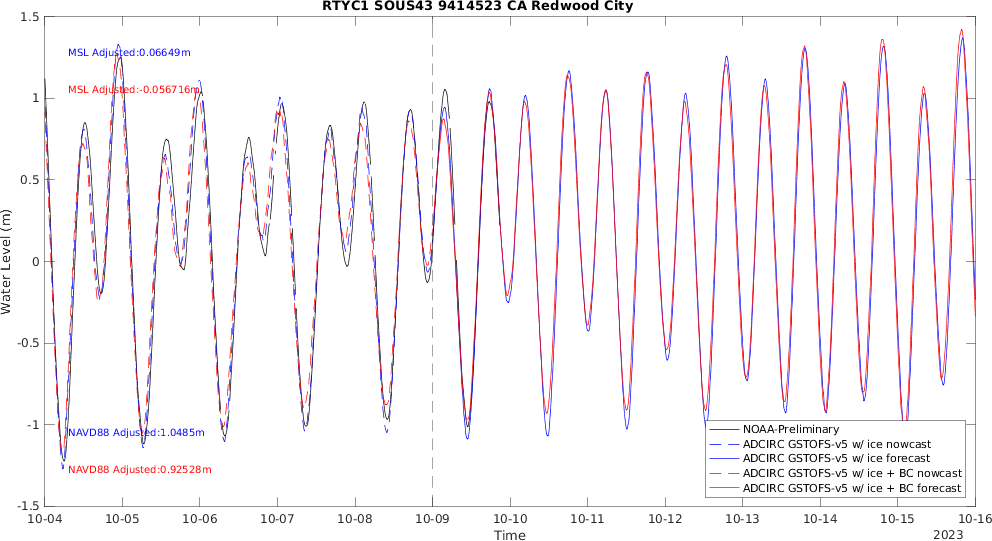 RTYC1 SOUS43 9414523 CA Redwood City
1.5
1
0.5
0
-0.5
-1
-1.5
Water Level (m)
MSL Adjusted:0.06649m
MSL Adjusted:-0.056716m
NAVD88 Adjusted:1.0485m
NAVD88 Adjusted:0.92528m
NOAA-Preliminary
ADCIRC GSTOFS-v5 w/ ice nowcast
ADCIRC GSTOFS-v5 w/ ice forecast
ADCIRC GSTOFS-v5 w/ ice + BC nowcast
ADCIRC GSTOFS-v5 w/ ice + BC forecast
10-04 10-05 10-06 10-07 10-08 10-09 10-10 10-11 10-12 10-13 10-14 10-15 10-16
Time
2023